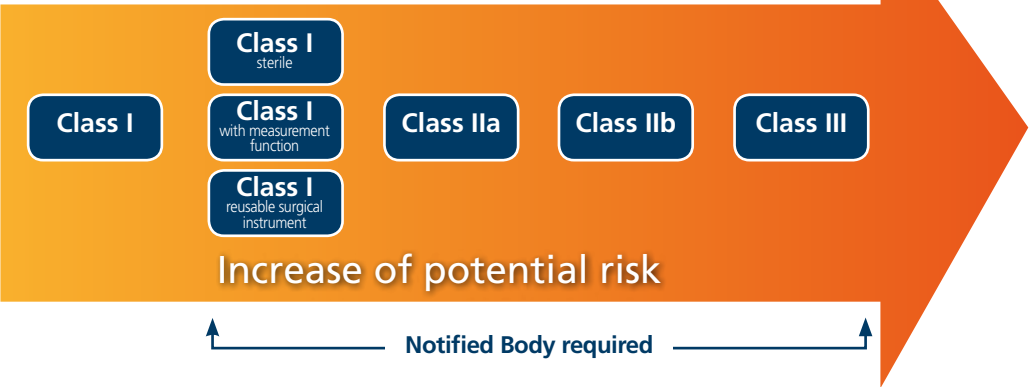 Class I
Class I
sterile
Class I
with measurement
function
Class I
reusable surgical
instrument
Class IIa
Class IIb
Class III
Increase of potential risk
Notified Body required